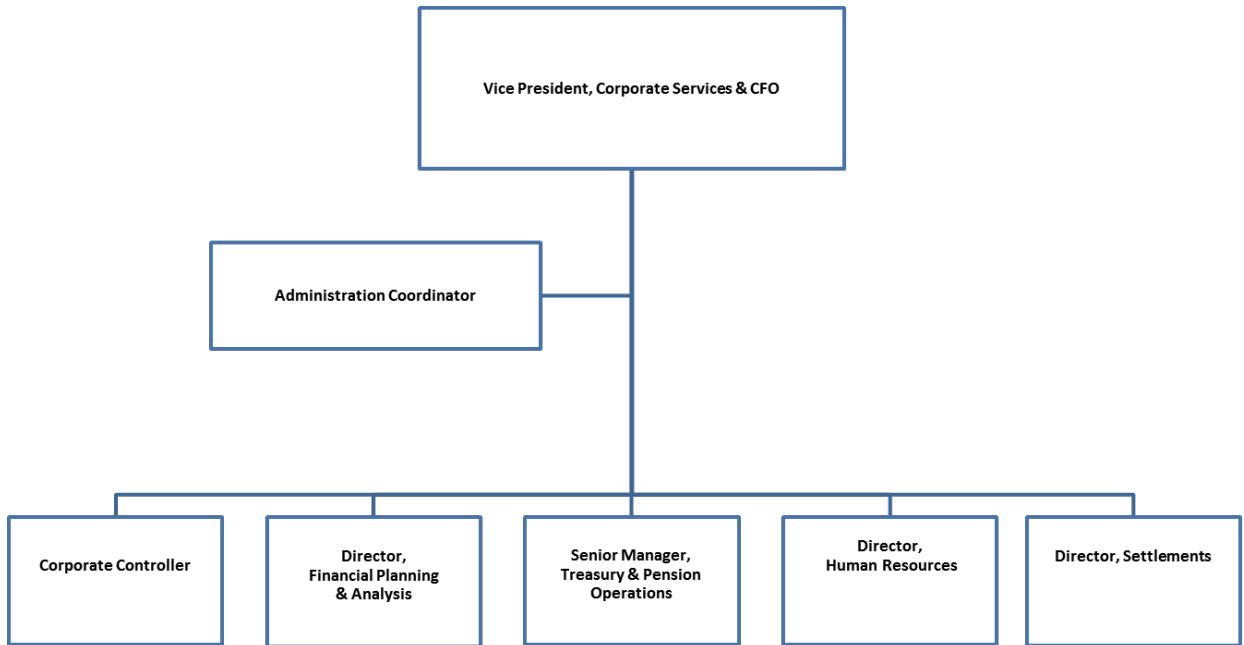 Vice President, Corporate Services & CFO
Administration Coordinator
Corporate Controller
Director,
Financial Planning
& Analysis
Senior Manager,
Treasury & Pension
Operations
Director,
Human Resources
Director, Settlements